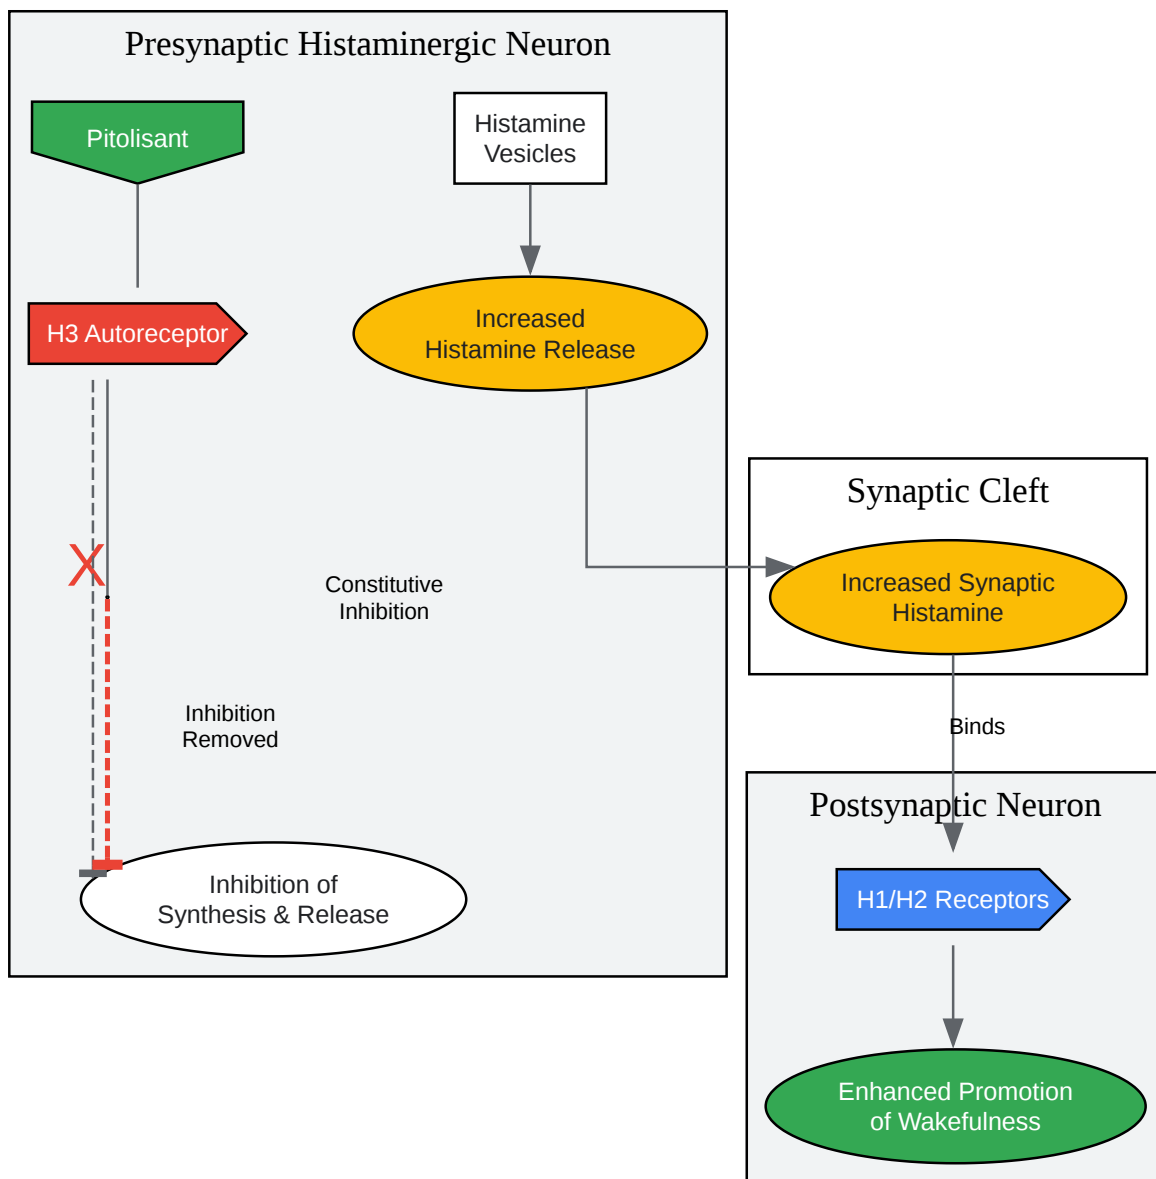 Presynaptic Histaminergic Neuron
Pitolisant
Histamine
Vesicles
H3 Autoreceptor
Increased
Histamine Release
X
Constitutive
Inhibition
Inhibition
Removed
Inhibition of
Synthesis & Release
Synaptic Cleft
Increased Synaptic
Histamine
Binds
Postsynaptic Neuron
H1/H2 Receptors
Enhanced Promotion
of Wakefulness